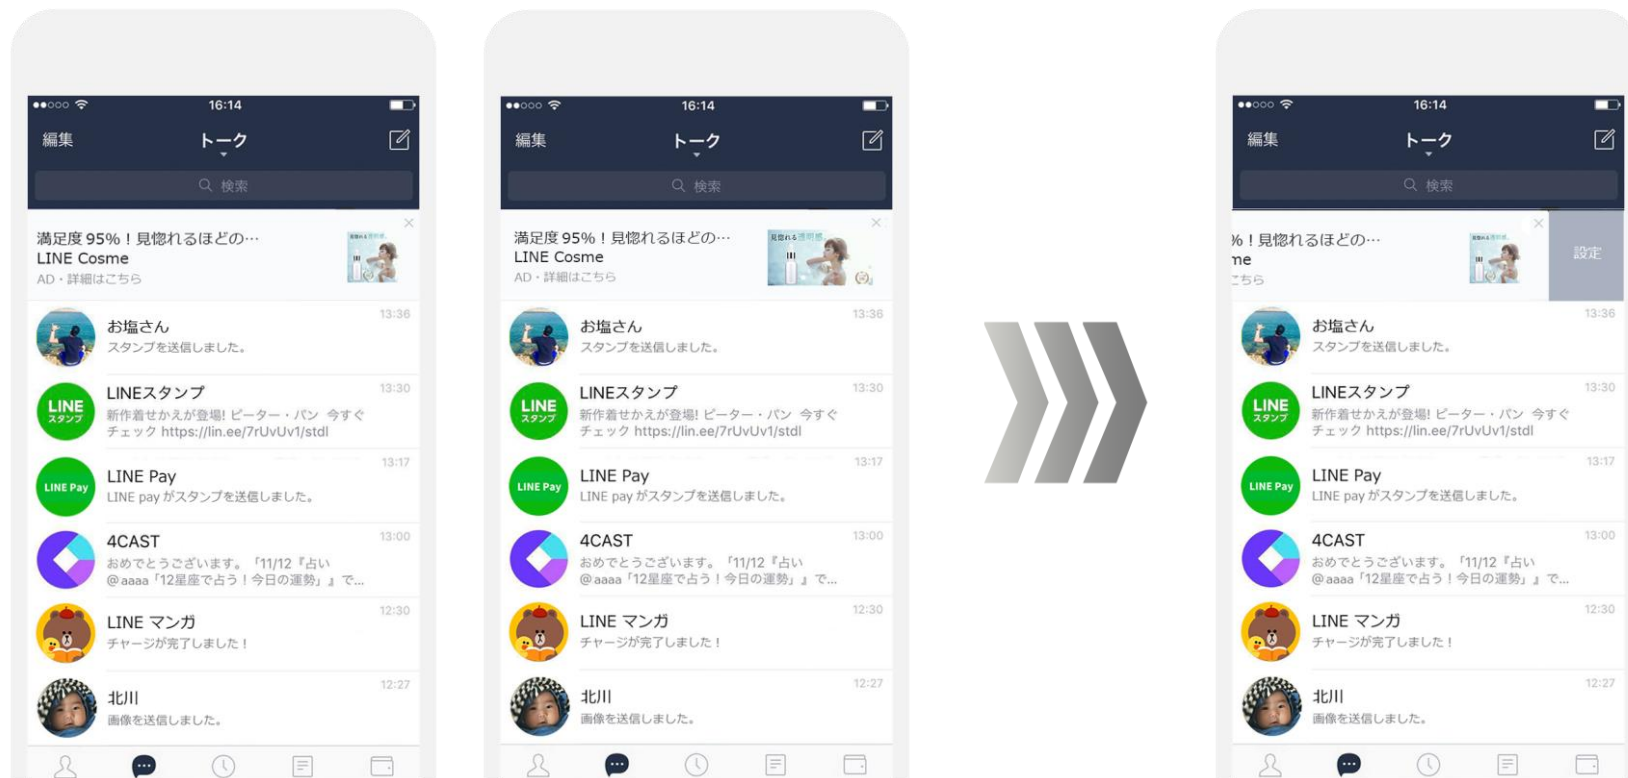 16:14
編集
トーク
検索
満足度 95%！見惚れるほどの…
LINE Cosme
AD・詳細はこちら
見惚れる透明感。
お塩さん
13:36
スタンプを送信しました。
LINE
スタンプ
LINEスタンプ
13:30
新作着せかえが登場! ピーター・パン 今すぐ
チェック https://lin.ee/7rUvUv1/stdl
LINE Pay
LINE Pay
13:17
LINE pay がスタンプを送信しました。
4CAST
13:00
おめでとうございます。「11/12『占い
@aaaa「12星座で占う！今日の運勢」』で...
LINE マンガ
12:30
チャージが完了しました！
北川
12:27
画像を送信しました。
16:14
編集
トーク
検索
満足度 95%！見惚れるほどの…
LINE Cosme
AD・詳細はこちら
見惚れる透明感。
お塩さん
13:36
スタンプを送信しました。
LINE
スタンプ
LINEスタンプ
13:30
新作着せかえが登場! ピーター・パン 今すぐ
チェック https://lin.ee/7rUvUv1/stdl
LINE Pay
LINE Pay
13:17
LINE pay がスタンプを送信しました。
4CAST
13:00
おめでとうございます。「11/12『占い
@aaaa「12星座で占う！今日の運勢」』で...
LINE マンガ
12:30
チャージが完了しました！
北川
12:27
画像を送信しました。
16:14
編集
トーク
検索
%！見惚れるほどの…
me
こちら
見惚れる透明感。
設定
お塩さん
13:36
スタンプを送信しました。
LINE
スタンプ
LINEスタンプ
13:30
新作着せかえが登場! ピーター・パン 今すぐ
チェック https://lin.ee/7rUvUv1/stdl
LINE Pay
LINE Pay
13:17
LINE pay がスタンプを送信しました。
4CAST
13:00
おめでとうございます。「11/12『占い
@aaaa「12星座で占う！今日の運勢」』で...
LINE マンガ
12:30
チャージが完了しました！
北川
12:27
画像を送信しました。